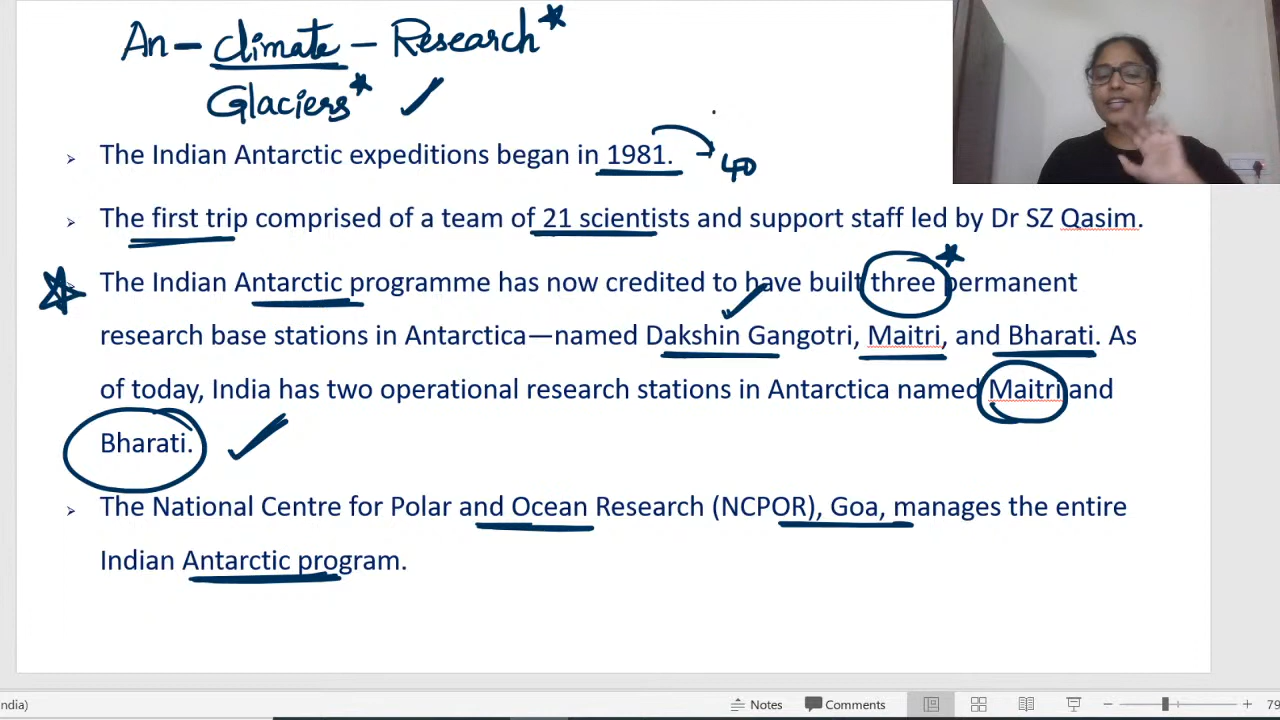 An - climate - Research
Glaciers
The Indian Antarctic expeditions began in 1981.
40
The first trip comprised of a team of 21 scientists and support staff led by Dr SZ Qasim.
The Indian Antarctic programme has now credited to have built three permanent
research base stations in Antarctica—named Dakshin Gangotri, Maitri, and Bharati. As
of today, India has two operational research stations in Antarctica named Maitri and
Bharati.
The National Centre for Polar and Ocean Research (NCPOR), Goa, manages the entire
Indian Antarctic program.
ndia)
Notes
Comments
79